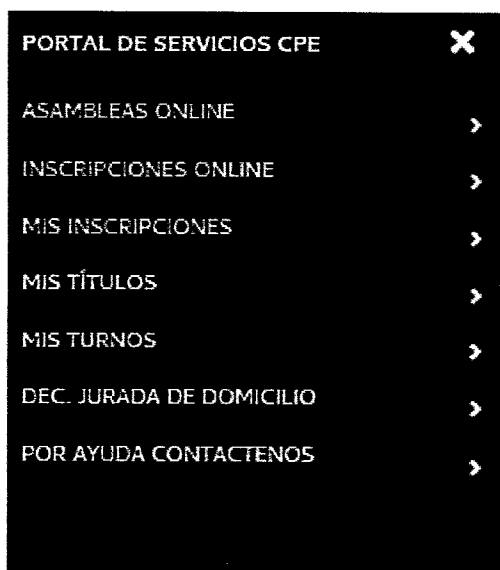 PORTAL DE SERVICIOS CPE
ASAMBLEAS ONLINE
INSCRIPCIONES ONLINE
MIS INSCRIPCIONES
MIS TÍTULOS
MIS TURNOS
DEC. JURADA DE DOMICILIO
POR AYUDA CONTACTENOS